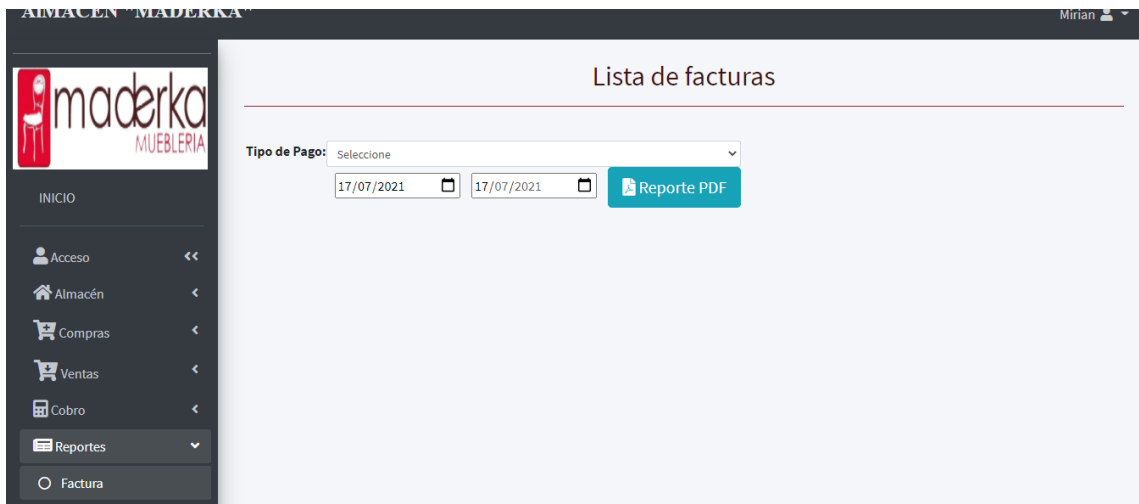 AlMACÉN "MADERKA"
Mirian
maderka
MUEBLERIA
INICIO
Acceso
Almacén
Compras
Ventas
Cobro
Reportes
Factura
Lista de facturas
Tipo de Pago: Seleccione
17/07/2021 17/07/2021 Reporte PDF